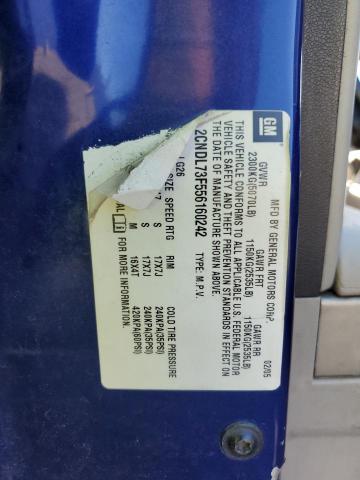 GM
MFD BY GENERAL MOTORS CORP. 02/05
GVWR GAWR FRT GAWR RR
2300KG(5070LB) 1150KG(2535LB) 1150KG(2535LB)
THIS VEHICLE CONFORMS TO ALL APPLICABLE U.S. FEDERAL MOTOR
VEHICLE SAFETY AND THEFT PREVENTION STANDARDS IN EFFECT ON
THE DATE OF MANUFACTURE SHOWN ABOVE.
2CNDL73F556160242 TYPE: M.P.V.
LG26
SIZE SPEED RTG RIM COLD TIRE PRESSURE
7 S 17X7J 240KPA(35PSI)
S 17X7J 240KPA(35PSI)
M 16X4T 420KPA(60PSI)